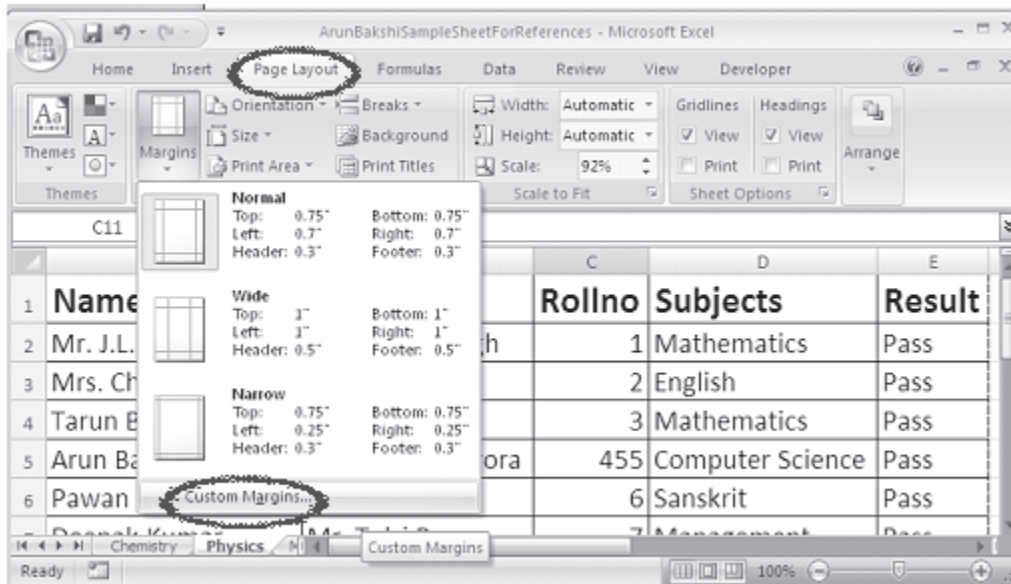 ArunBakshiSampleSheetForReferences - Microsoft Excel
Home Insert Page Layout Formulas Data Review View Developer
Aa Themes
A
Margins
Orientation
Size
Print Area
Breaks
Background
Print Titles
Width: Automatic
Height: Automatic
Scale: 92%
Gridlines
View
Print
Headings
View
Print
Arrange
Themes Scale to Fit Sheet Options
Normal
Top: 0.75" Bottom: 0.75"
Left: 0.7" Right: 0.7"
Header: 0.3" Footer: 0.3"
Wide
Top: 1" Bottom: 1"
Left: 1" Right: 1"
Header: 0.5" Footer: 0.5"
Narrow
Top: 0.75" Bottom: 0.75"
Left: 0.25" Right: 0.25"
Header: 0.3" Footer: 0.3"
Custom Margins...
C11
C D E
1 Name Rollno Subjects Result
2 Mr. J.L. h 1 Mathematics Pass
3 Mrs. Ch 2 English Pass
4 Tarun B 3 Mathematics Pass
5 Arun Ba ora 455 Computer Science Pass
6 Pawan 6 Sanskrit Pass
Deepak Kumar Mr. 7 Management Pass
Chemistry Physics
Custom Margins
Ready 100%